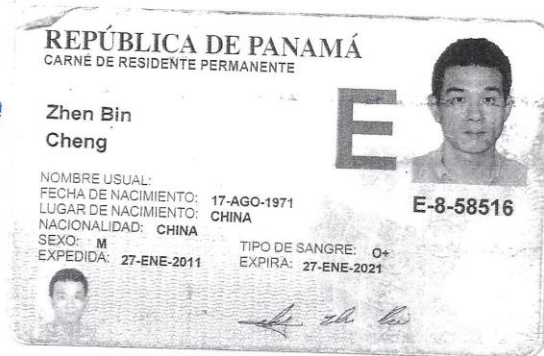 REPÚBLICA DE PANAMÁ
CARNÉ DE RESIDENTE PERMANENTE
Zhen Bin
Cheng
E
NOMBRE USUAL:
FECHA DE NACIMIENTO: 17-AGO-1971
LUGAR DE NACIMIENTO: CHINA
NACIONALIDAD: CHINA
SEXO: M TIPO DE SANGRE: O+
EXPEDIDA: 27-ENE-2011 EXPIRA: 27-ENE-2021
E-8-58516